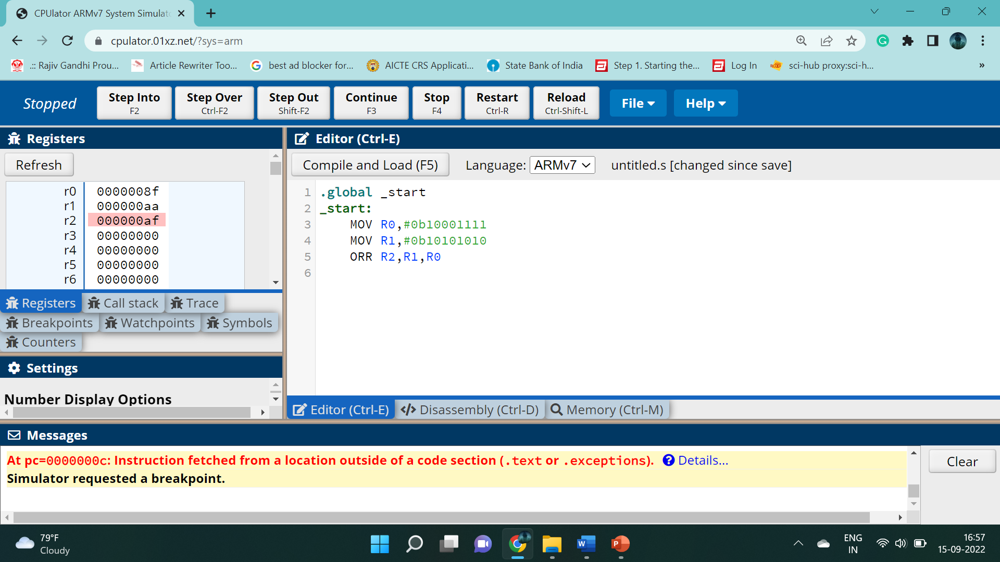 CPUlator ARMv7 System Simulato
cpulator.01xz.net/?sys=arm
.:: Rajiv Gandhi Prou...
Article Rewriter Too...
best ad blocker for...
AICTE CRS Applicati...
State Bank of India
Step 1. Starting the...
Log In
sci-hub proxy:sci-h...
»
Stopped
Step Into
F2
Step Over
Ctrl-F2
Step Out
Shift-F2
Continue
F3
Stop
F4
Restart
Ctrl-R
Reload
Ctrl-Shift-L
File
Help
Registers
Refresh
r0 0000008f
r1 000000aa
r2 000000af
r3 00000000
r4 00000000
r5 00000000
r6 00000000
Registers
Call stack
Trace
Breakpoints
Watchpoints
Symbols
Counters
Settings
Number Display Options
Editor (Ctrl-E)
Compile and Load (F5)
Language: ARMv7
untitled.s [changed since save]
1 .global _start
2 _start:
3 MOV R0,#0b10001111
4 MOV R1,#0b10101010
5 ORR R2,R1,R0
6
Editor (Ctrl-E)
Disassembly (Ctrl-D)
Memory (Ctrl-M)
Messages
At pc=0000000c: Instruction fetched from a location outside of a code section (.text or .exceptions). Details...
Simulator requested a breakpoint.
Clear
79°F
Cloudy
ENG
IN
16:57
15-09-2022